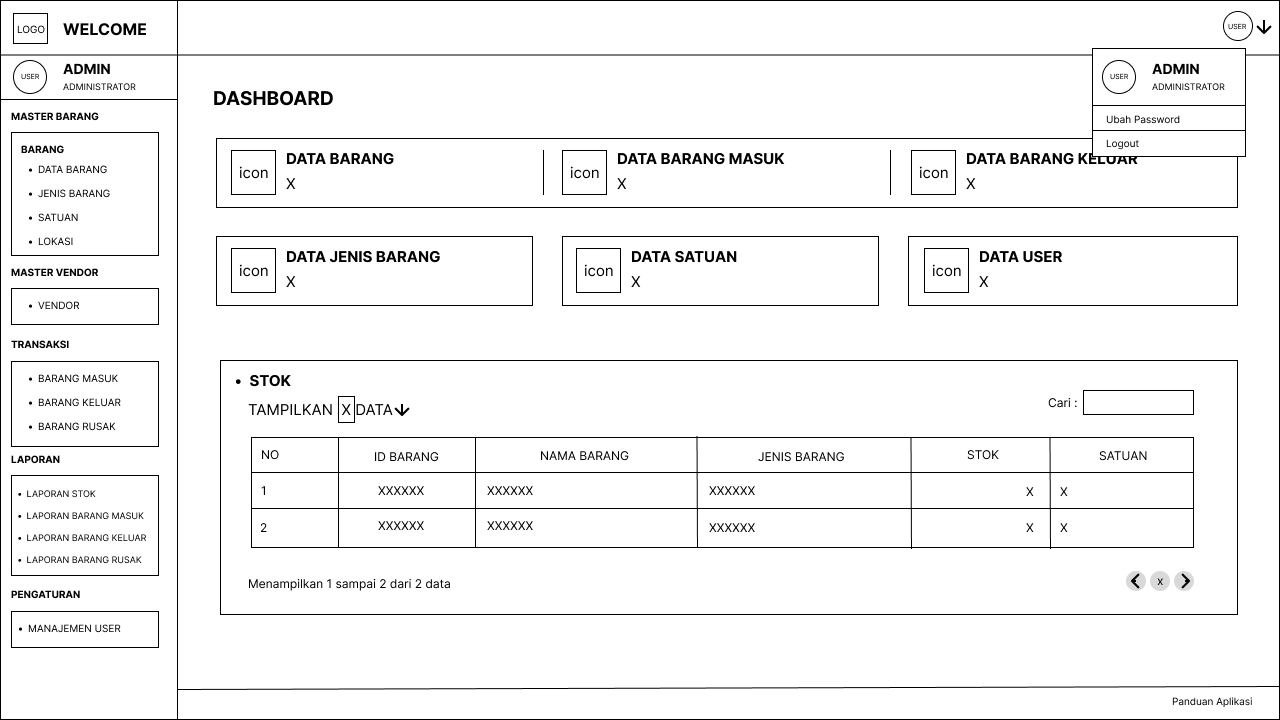 LOGO WELCOME
USER
USER ADMIN
ADMINISTRATOR
MASTER BARANG
BARANG
• DATA BARANG
• JENIS BARANG
• SATUAN
• LOKASI
MASTER VENDOR
• VENDOR
TRANSAKSI
• BARANG MASUK
• BARANG KELUAR
• BARANG RUSAK
LAPORAN
• LAPORAN STOK
• LAPORAN BARANG MASUK
• LAPORAN BARANG KELUAR
• LAPORAN BARANG RUSAK
PENGATURAN
• MANAJEMEN USER
USER ADMIN
ADMINISTRATOR
Ubah Password
Logout
DASHBOARD
icon DATA BARANG
X
icon DATA BARANG MASUK
X
icon DATA BARANG KELUAR
X
icon DATA JENIS BARANG
X
icon DATA SATUAN
X
icon DATA USER
X
• STOK
TAMPILKAN X DATA
Cari :
NO ID BARANG NAMA BARANG JENIS BARANG STOK SATUAN
1 XXXXXX XXXXXX XXXXXX X X
2 XXXXXX XXXXXX XXXXXX X X
Menampilkan 1 sampai 2 dari 2 data
x
Panduan Aplikasi